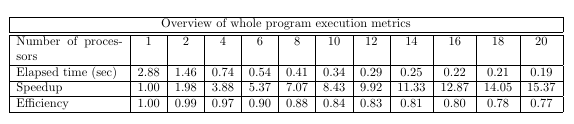 Overview of whole program execution metrics
Number of proces- 1 2 4 6 8 10 12 14 16 18 20
sors
Elapsed time (sec) 2.88 1.46 0.74 0.54 0.41 0.34 0.29 0.25 0.22 0.21 0.19
Speedup 1.00 1.98 3.88 5.37 7.07 8.43 9.92 11.33 12.87 14.05 15.37
Efficiency 1.00 0.99 0.97 0.90 0.88 0.84 0.83 0.81 0.80 0.78 0.77